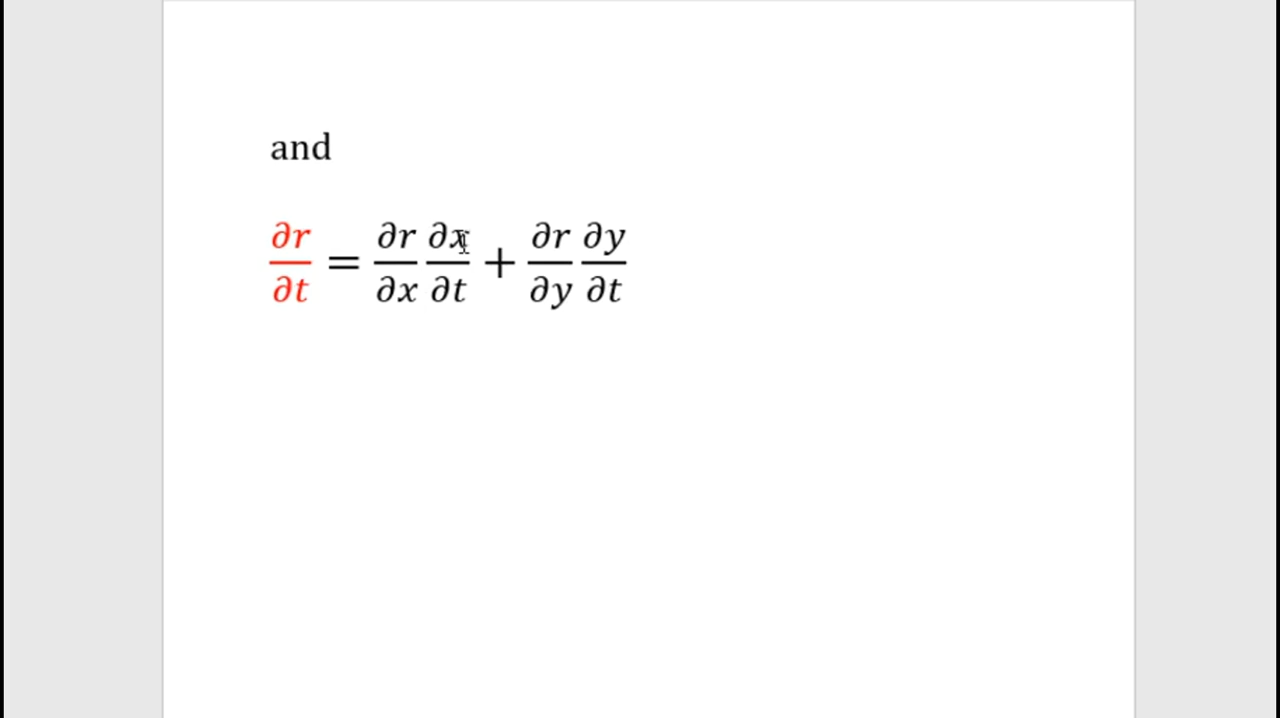 and
∂r/∂t = ∂r/∂x ∂x/∂t + ∂r/∂y ∂y/∂t